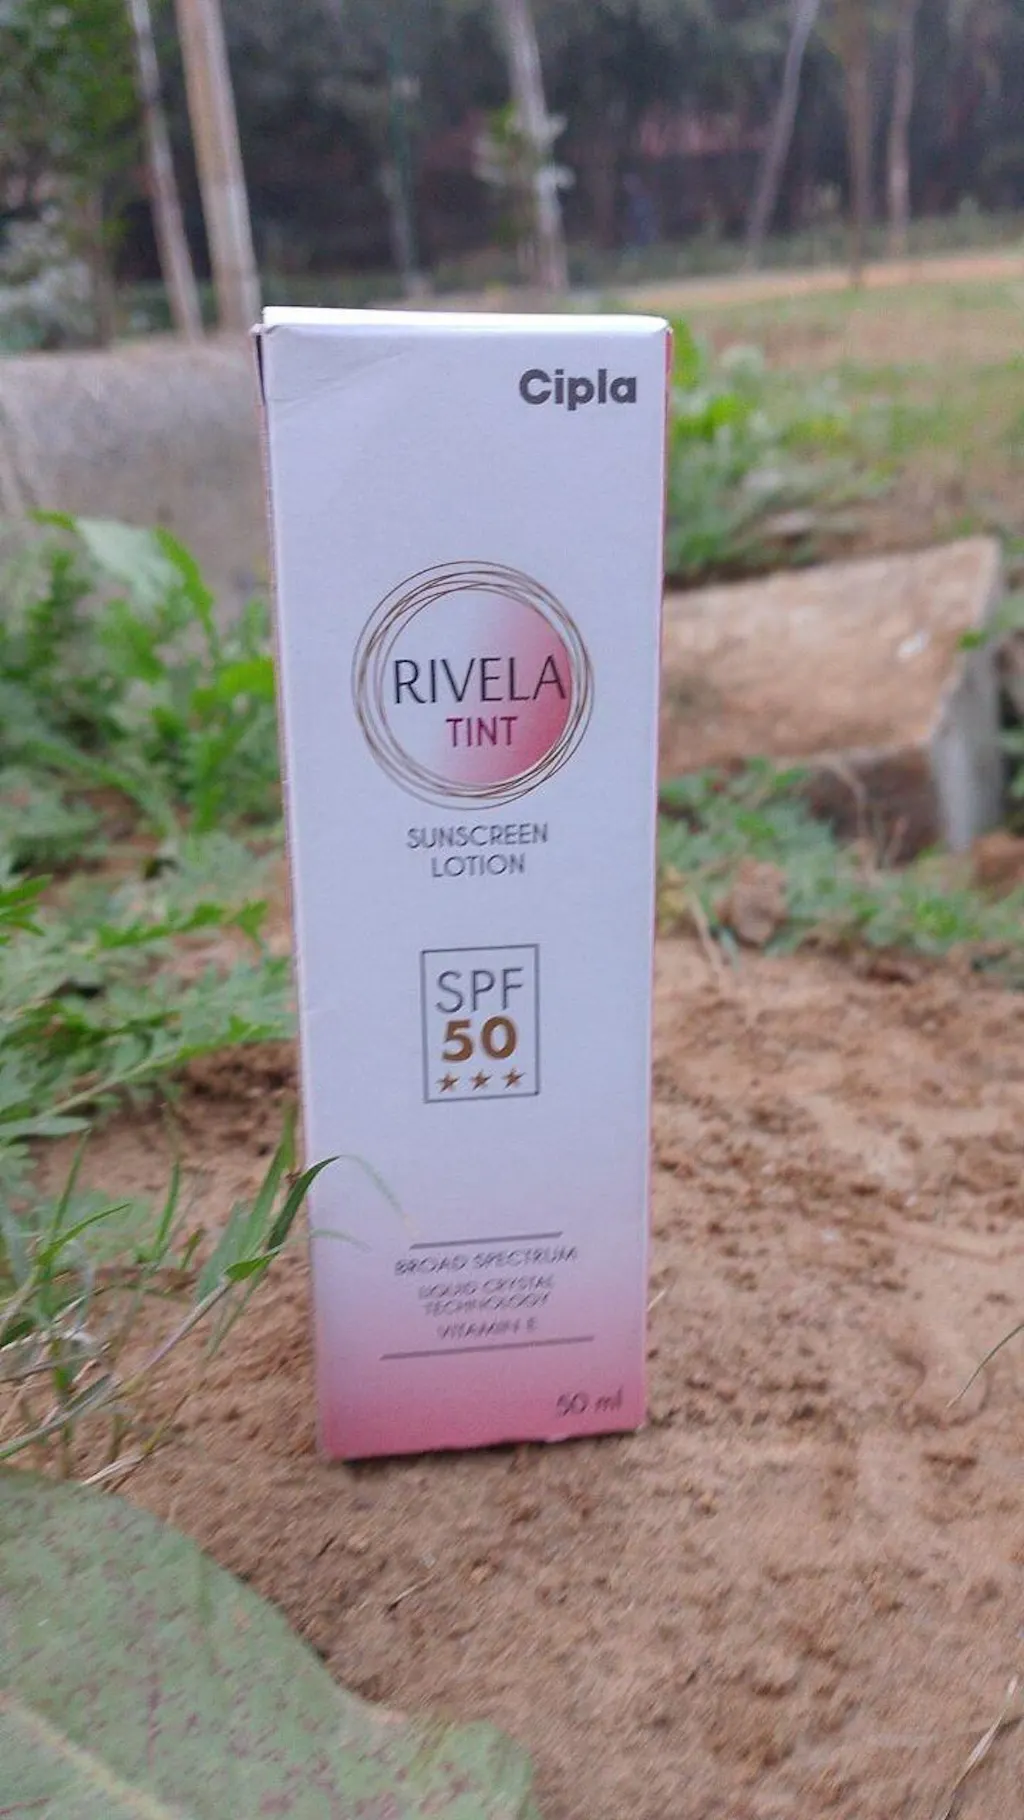 Cipla
RIVELA
TINT
SUNSCREEN
LOTION
SPF
50
BROAD SPECTRUM
LIQUID CRYSTAL
TECHNOLOGY
VITAMIN E
50 ml